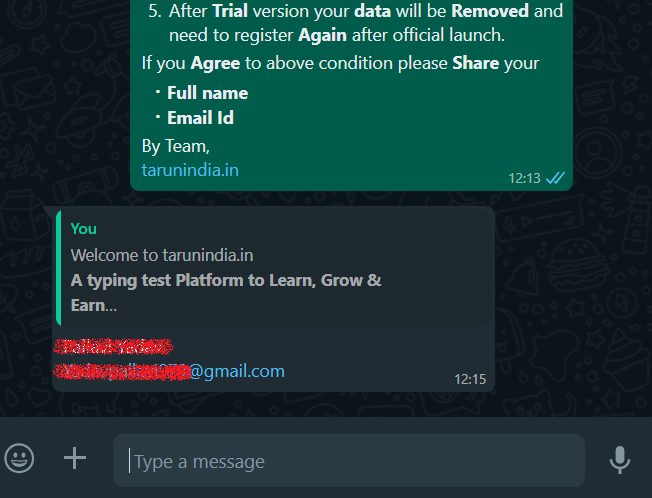 5. After Trial version your data will be Removed and
need to register Again after official launch.
If you Agree to above condition please Share your
· Full name
· Email Id
By Team,
tarunindia.in
12:13
You
Welcome to tarunindia.in
A typing test Platform to Learn, Grow &
Earn...
@gmail.com
12:15
Type a message